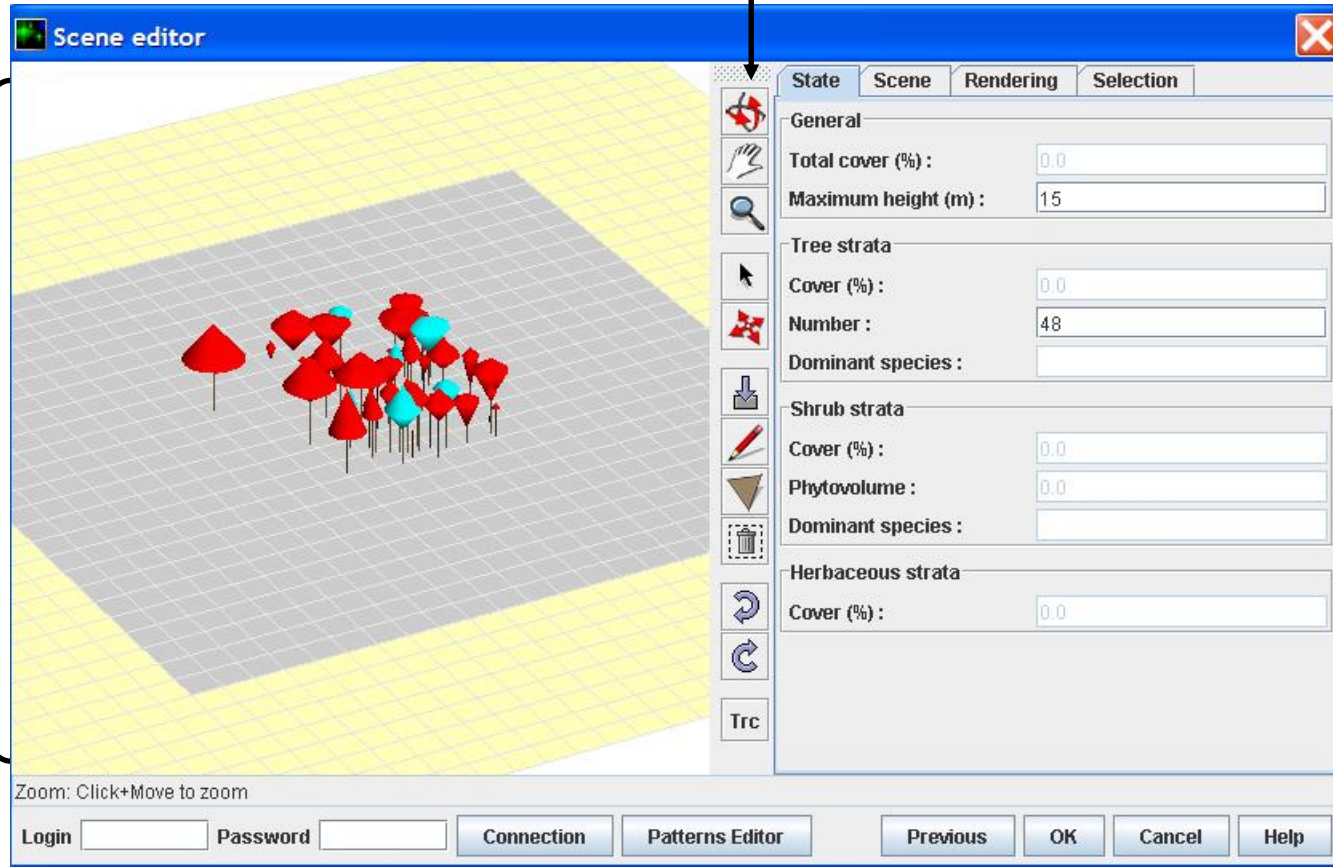 Scene editor
State Scene Rendering Selection
General
Total cover (%) : 0.0
Maximum height (m) : 15
Tree strata
Cover (%) : 0.0
Number : 48
Dominant species :
Shrub strata
Cover (%) : 0.0
Phytovolume : 0.0
Dominant species :
Herbaceous strata
Cover (%) : 0.0
Trc
Zoom: Click+Move to zoom
Login Password Connection Patterns Editor Previous OK Cancel Help